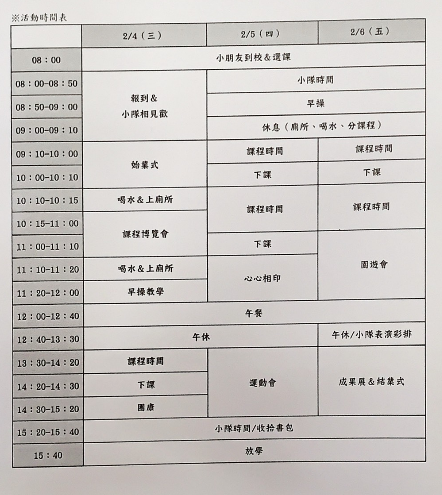 ※活動時間表
2/4(三) 2/5(四) 2/6(五)
08:00 小朋友到校&選課
08:00-08:50 報到& 小隊時間
小隊相見歡
08:50-09:00 早操
09:00-09:10 休息(廁所、喝水、分課程)
09:10-10:00 始業式 課程時間 課程時間
10:00-10:10 下課 下課
10:10-10:15 喝水&上廁所 課程時間 課程時間
10:15-11:00 課程博覽會
11:00-11:10 下課 園遊會
11:10-11:20 喝水&上廁所 心心相印
11:20-12:00 早操教學
12:00-12:40 午餐
12:40-13:30 午休 午休/小隊表演彩排
13:30-14:20 課程時間 運動會 成果展&結業式
14:20-14:30 下課
14:30-15:20 團康
15:20-15:40 小隊時間/收拾書包
15:40 放學